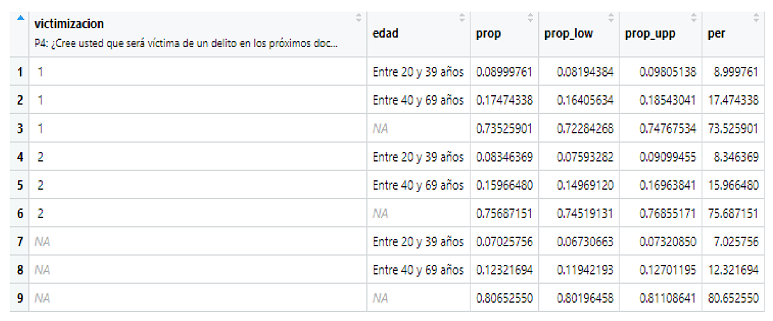 victimizacion edad prop prop_low prop_upp per
P4: ¿Cree usted que será víctima de un delito en los próximos doc...
1 1 Entre 20 y 39 años 0.08999761 0.08194384 0.09805138 8.999761
2 1 Entre 40 y 69 años 0.17474338 0.16405634 0.18543041 17.474338
3 1 NA 0.73525901 0.72284268 0.74767534 73.525901
4 2 Entre 20 y 39 años 0.08346369 0.07593282 0.09099455 8.346369
5 2 Entre 40 y 69 años 0.15966480 0.14969120 0.16963841 15.966480
6 2 NA 0.75687151 0.74519131 0.76855171 75.687151
7 NA Entre 20 y 39 años 0.07025756 0.06730663 0.07320850 7.025756
8 NA Entre 40 y 69 años 0.12321694 0.11942193 0.12701195 12.321694
9 NA NA 0.80652550 0.80196458 0.81108641 80.652550